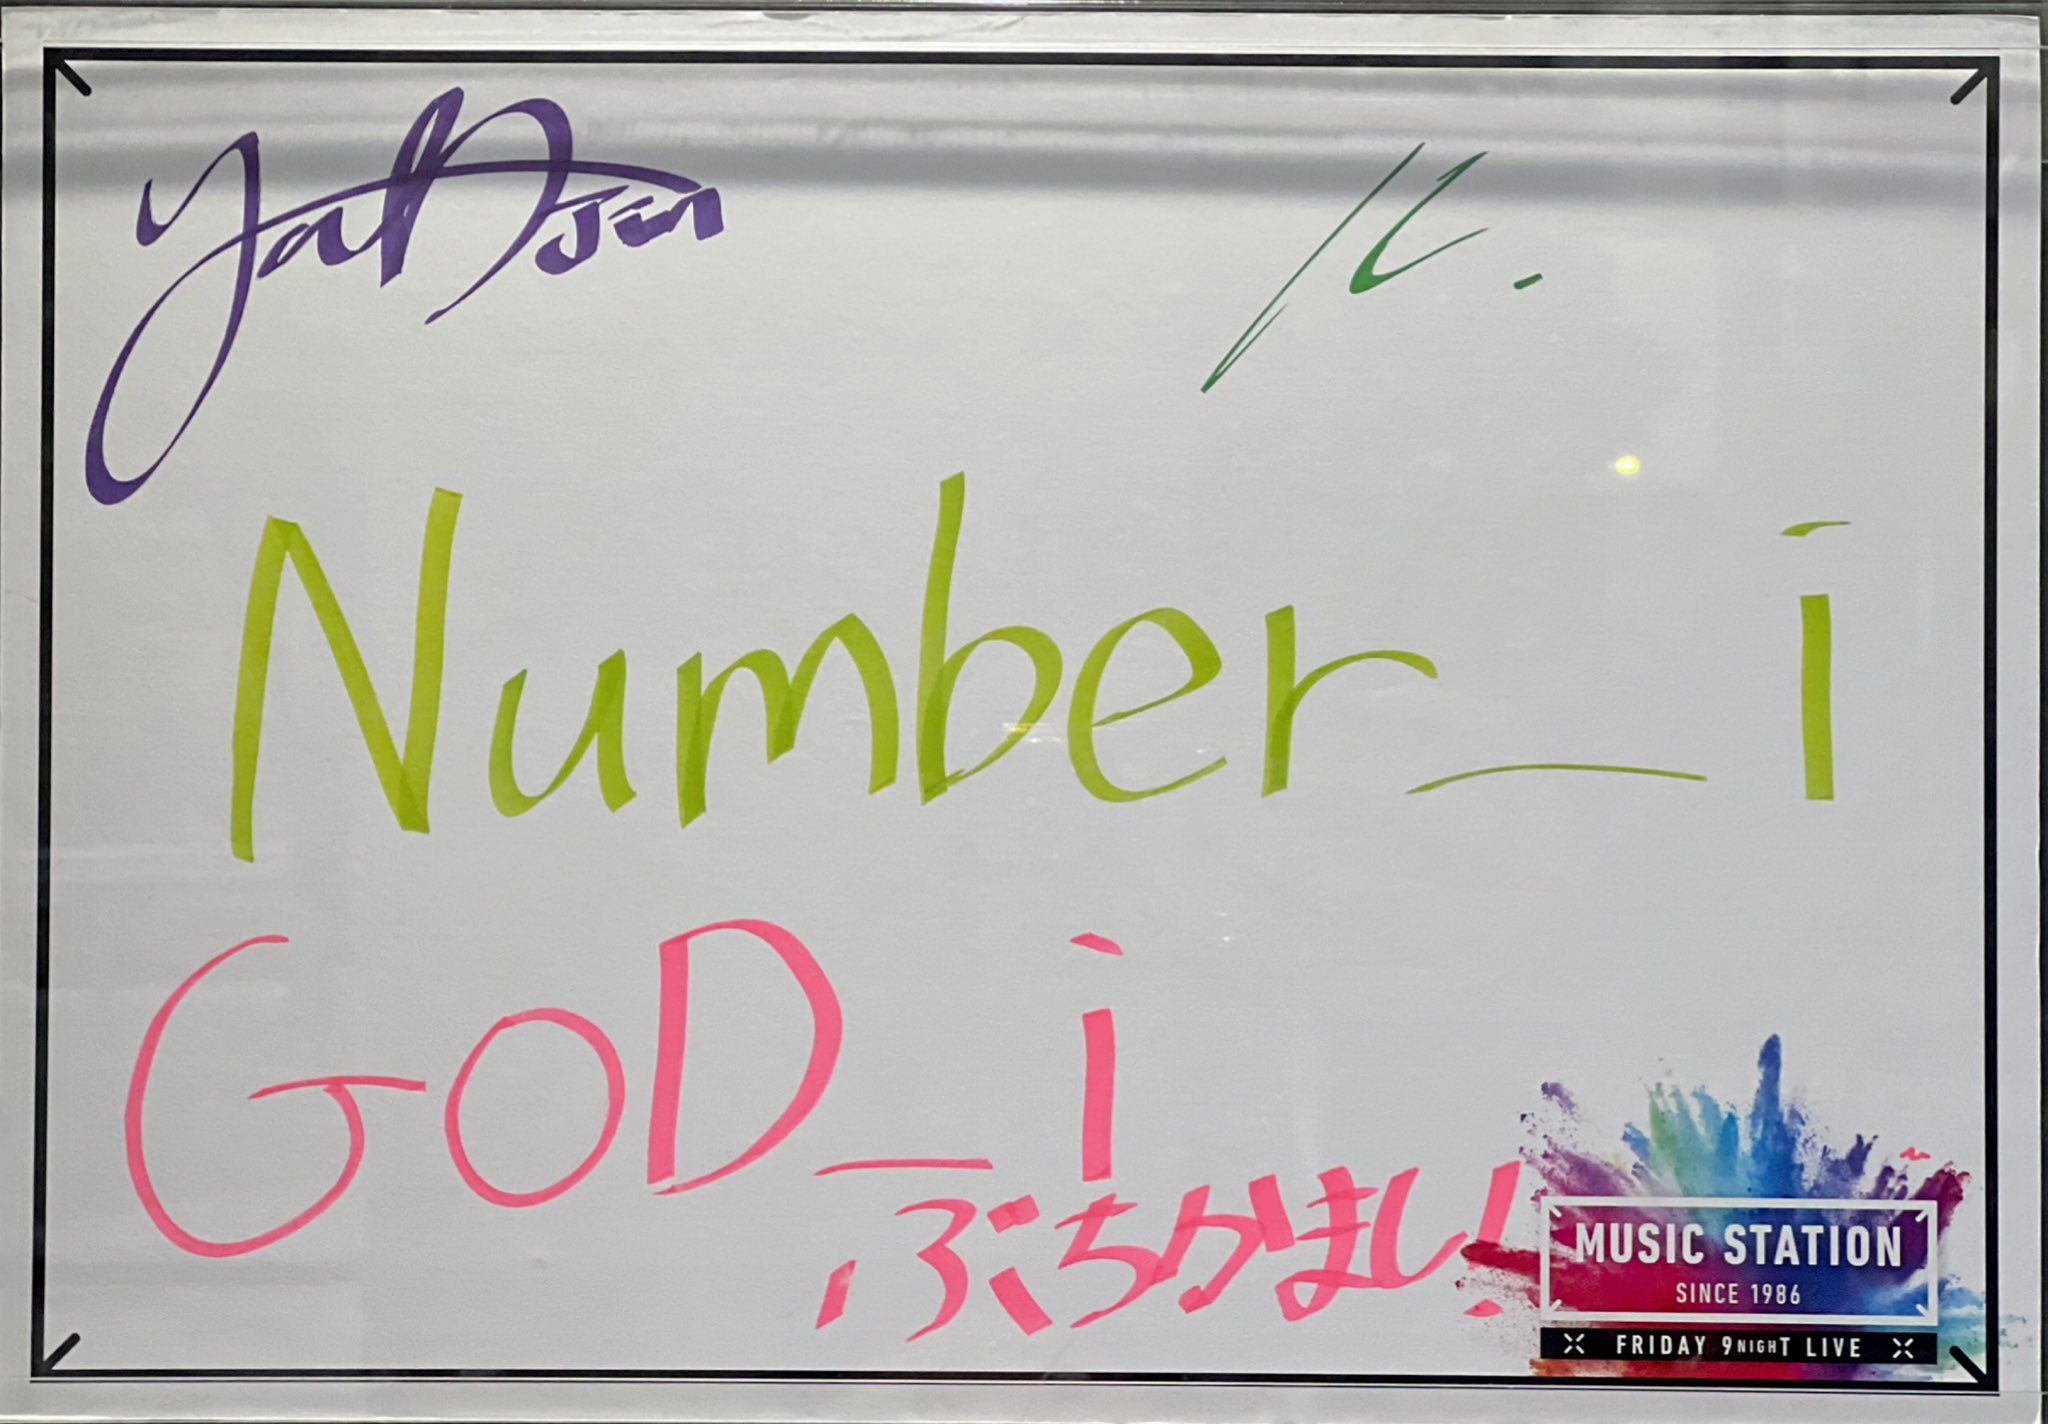 Number_i
GOD_i
ぶちかまし!
MUSIC STATION
SINCE 1986
FRIDAY 9NIGHT LIVE